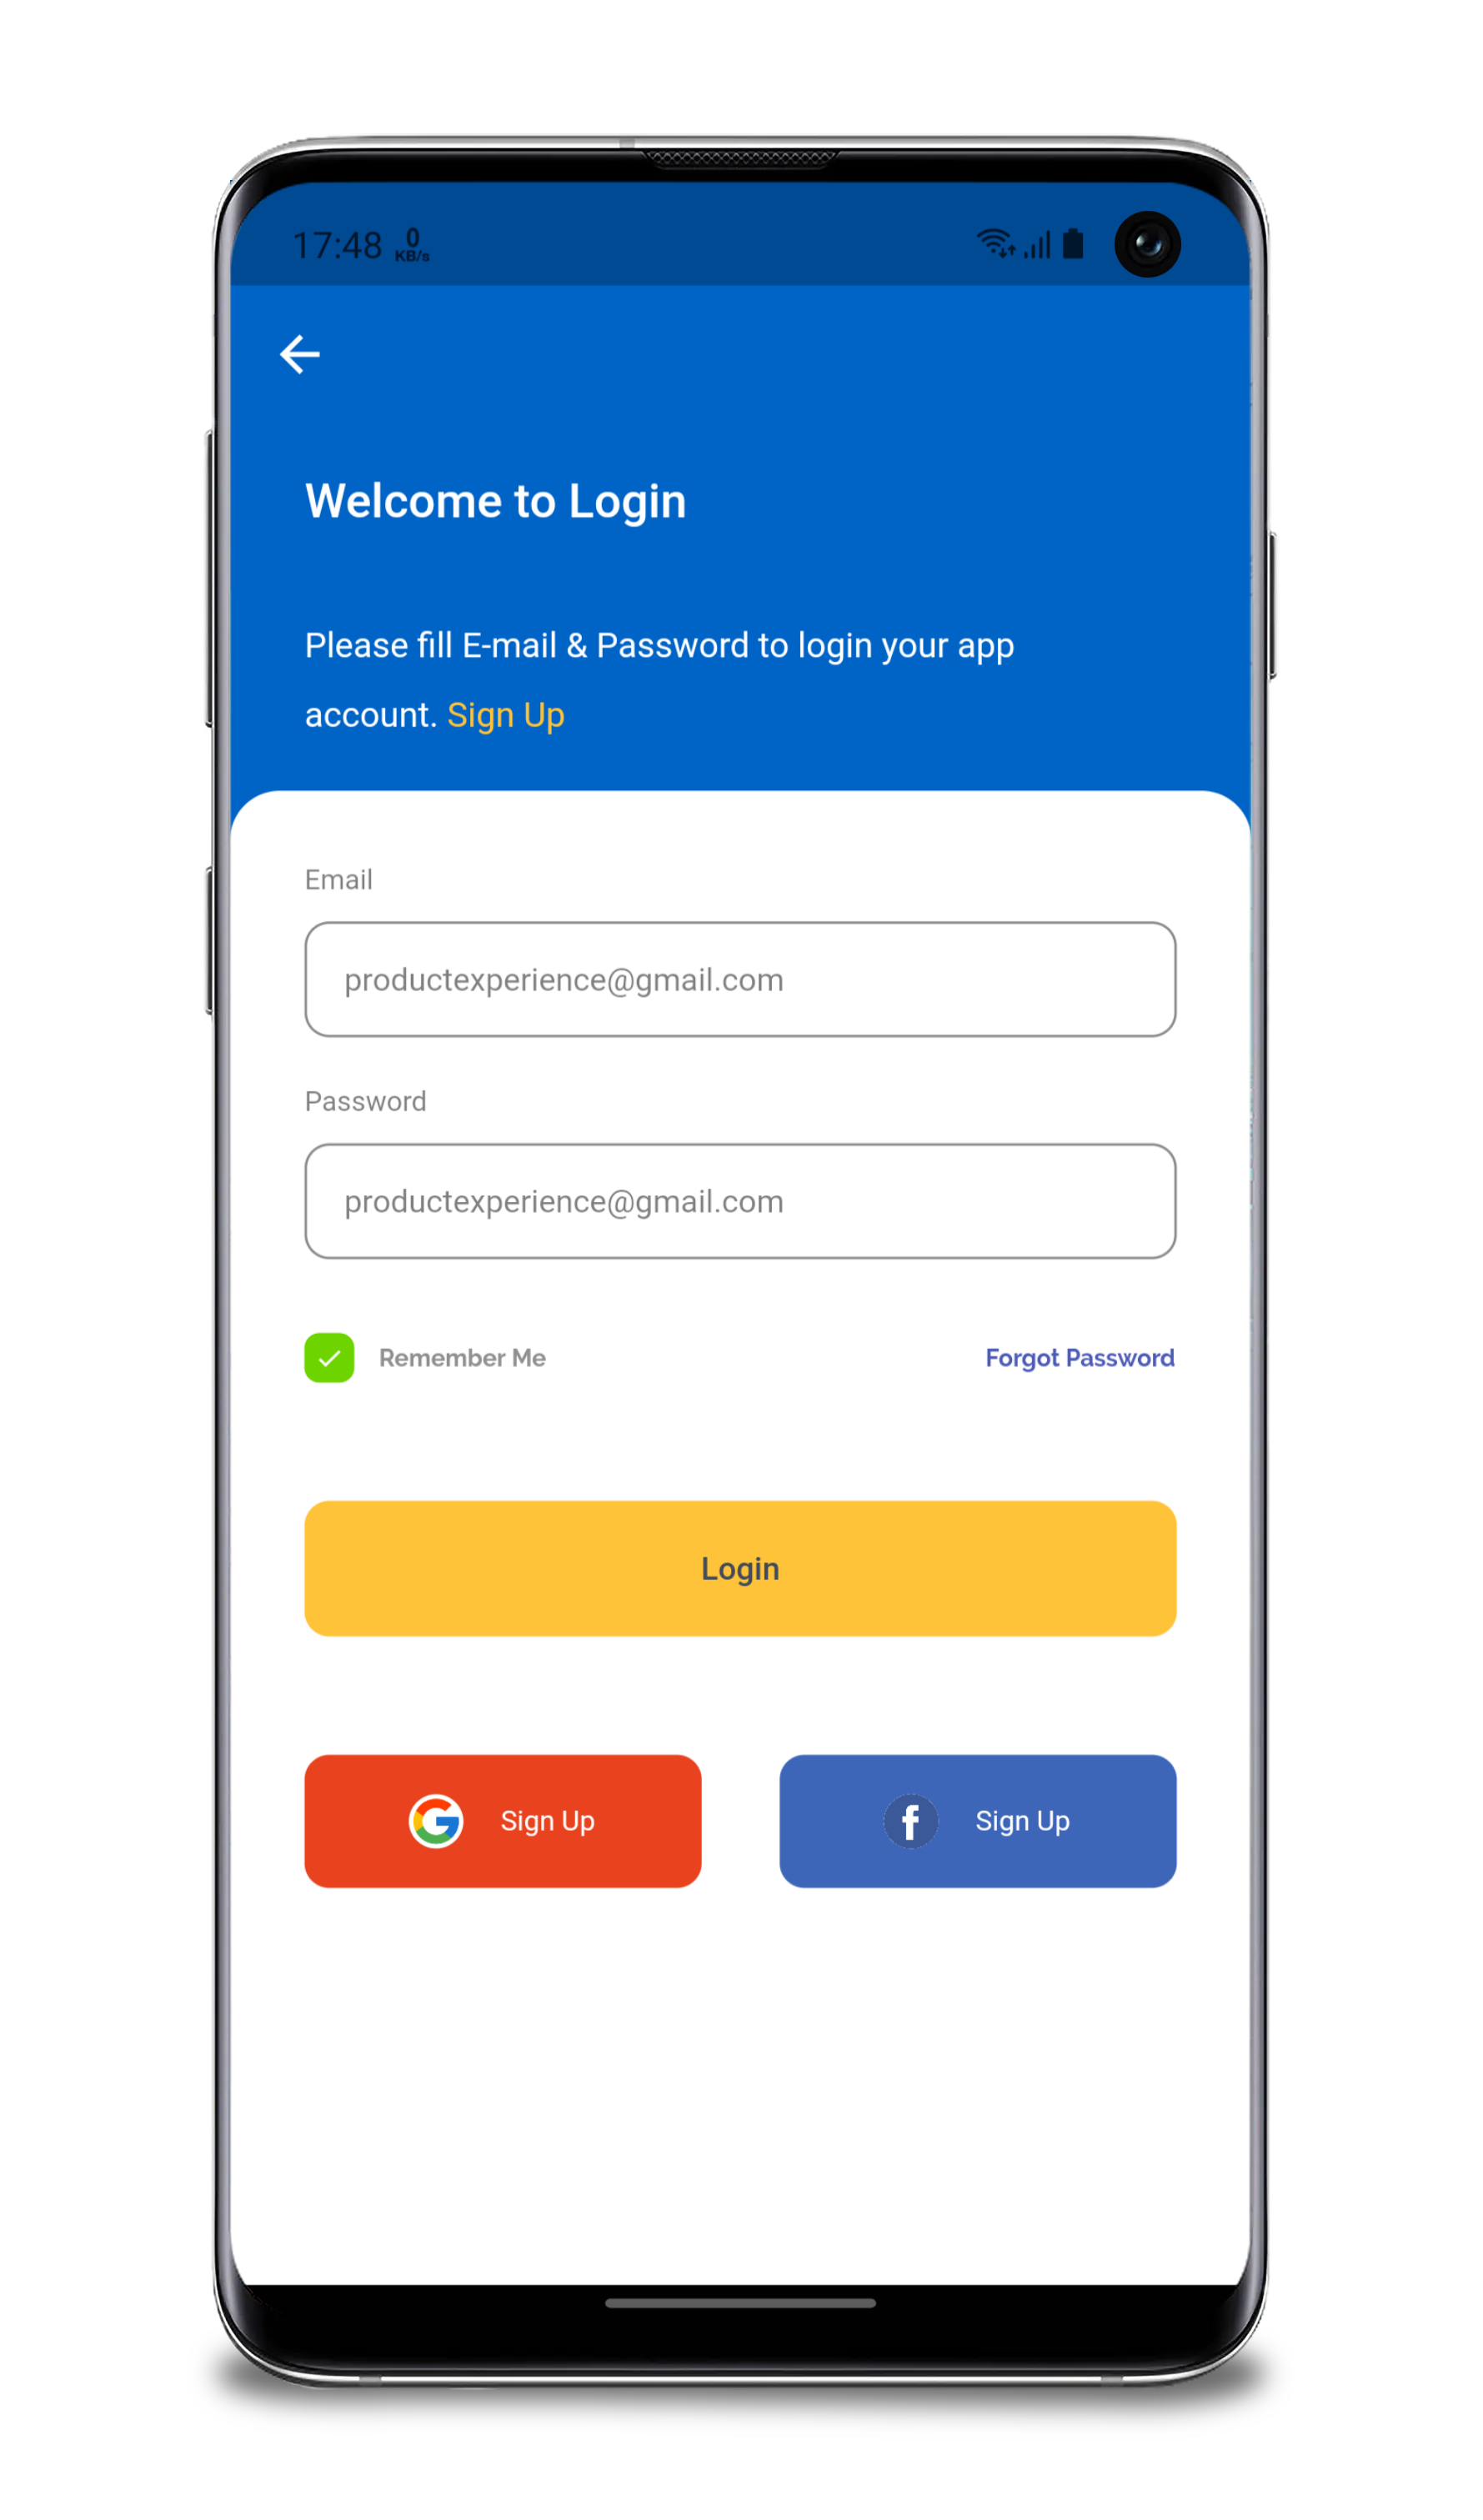 17:48 0 KB/s
Welcome to Login
Please fill E-mail & Password to login your app
account. Sign Up
Email
productexperience@gmail.com
Password
productexperience@gmail.com
Remember Me Forgot Password
Login
Sign Up Sign Up